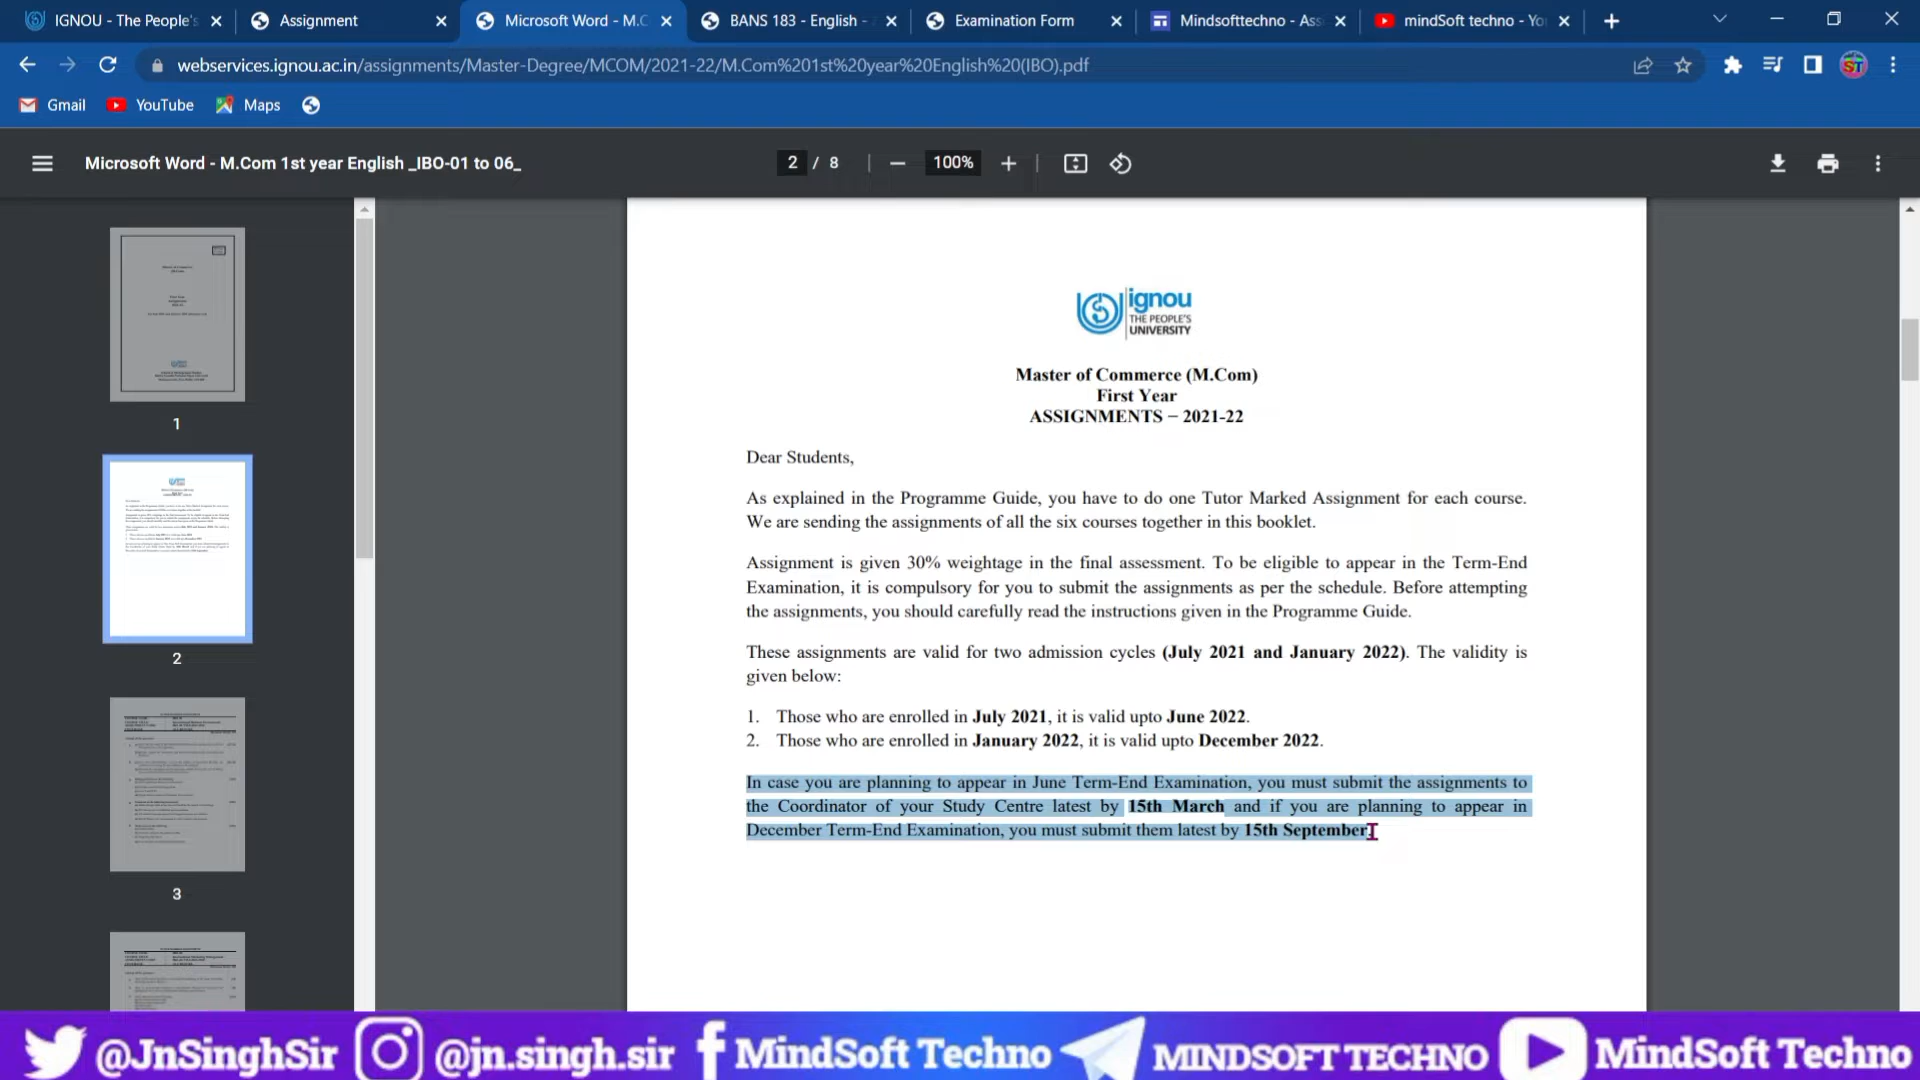 IGNOU - The People's
Assignment
Microsoft Word - M.C
BANS 183 - English -
Examination Form
Mindsofttechno - Ass
mindSoft techno - Yo
webservices.ignou.ac.in/assignments/Master-Degree/MCOM/2021-22/M.Com%201st%20year%20English%20(IBO).pdf
ST
Gmail
YouTube
Maps
Microsoft Word - M.Com 1st year English _IBO-01 to 06_
2 / 8
100%
ignou
THE PEOPLE'S
UNIVERSITY
Master of Commerce (M.Com)
First Year
ASSIGNMENTS – 2021-22
Dear Students,
As explained in the Programme Guide, you have to do one Tutor Marked Assignment for each course.
We are sending the assignments of all the six courses together in this booklet.
Assignment is given 30% weightage in the final assessment. To be eligible to appear in the Term-End
Examination, it is compulsory for you to submit the assignments as per the schedule. Before attempting
the assignments, you should carefully read the instructions given in the Programme Guide.
These assignments are valid for two admission cycles (July 2021 and January 2022). The validity is
given below:
1. Those who are enrolled in July 2021, it is valid upto June 2022.
2. Those who are enrolled in January 2022, it is valid upto December 2022.
In case you are planning to appear in June Term-End Examination, you must submit the assignments to
the Coordinator of your Study Centre latest by 15th March and if you are planning to appear in
December Term-End Examination, you must submit them latest by 15th September.
1
2
3
@JnSinghSir
@jn.singh.sir
MindSoft Techno
MINDSOFT TECHNO
MindSoft Techno